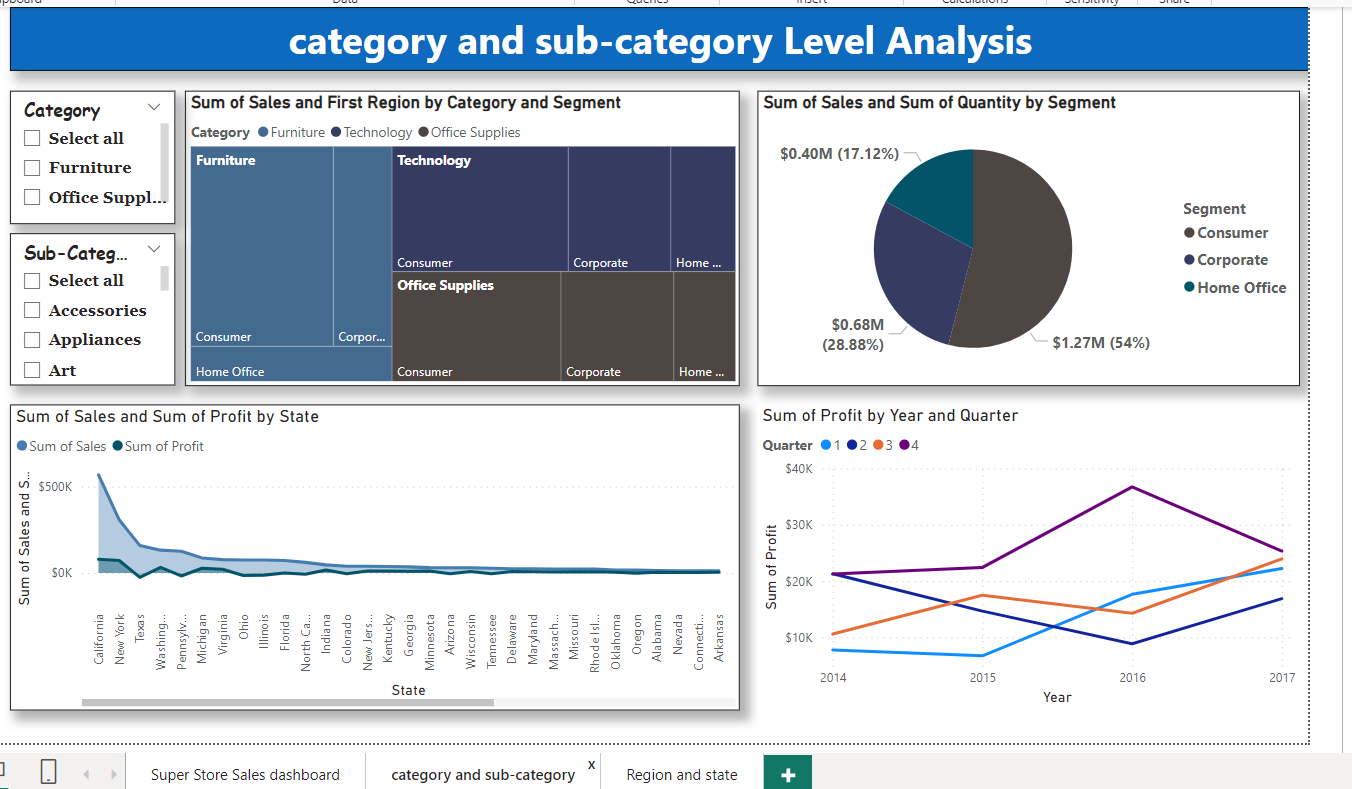 Data
Queries
Insert
Calculations
Sensitivity
Share
category and sub-category Level Analysis
Category
Select all
Furniture
Office Suppl...
Sub-Categ...
Select all
Accessories
Appliances
Art
Sum of Sales and First Region by Category and Segment
Category Furniture Technology Office Supplies
Furniture
Consumer
Corpor...
Home Office
Technology
Consumer
Corporate
Home ...
Office Supplies
Consumer
Corporate
Home ...
Sum of Sales and Sum of Quantity by Segment
$0.40M (17.12%)
$0.68M
(28.88%)
$1.27M (54%)
Segment
Consumer
Corporate
Home Office
Sum of Sales and Sum of Profit by State
Sum of Sales Sum of Profit
Sum of Sales and S...
$500K
$0K
California
New York
Texas
Washing...
Pennsylv...
Michigan
Virginia
Ohio
Illinois
Florida
North Ca...
Indiana
Colorado
New Jers...
Kentucky
Georgia
Minnesota
Arizona
Wisconsin
Tennessee
Delaware
Maryland
Massach...
Missouri
Rhode Isl...
Oklahoma
Oregon
Alabama
Nevada
Connecti...
Arkansas
State
Sum of Profit by Year and Quarter
Quarter 1 2 3 4
Sum of Profit
$40K
$30K
$20K
$10K
2014 2015 2016 2017
Year
Super Store Sales dashboard
category and sub-category
x
Region and state
+